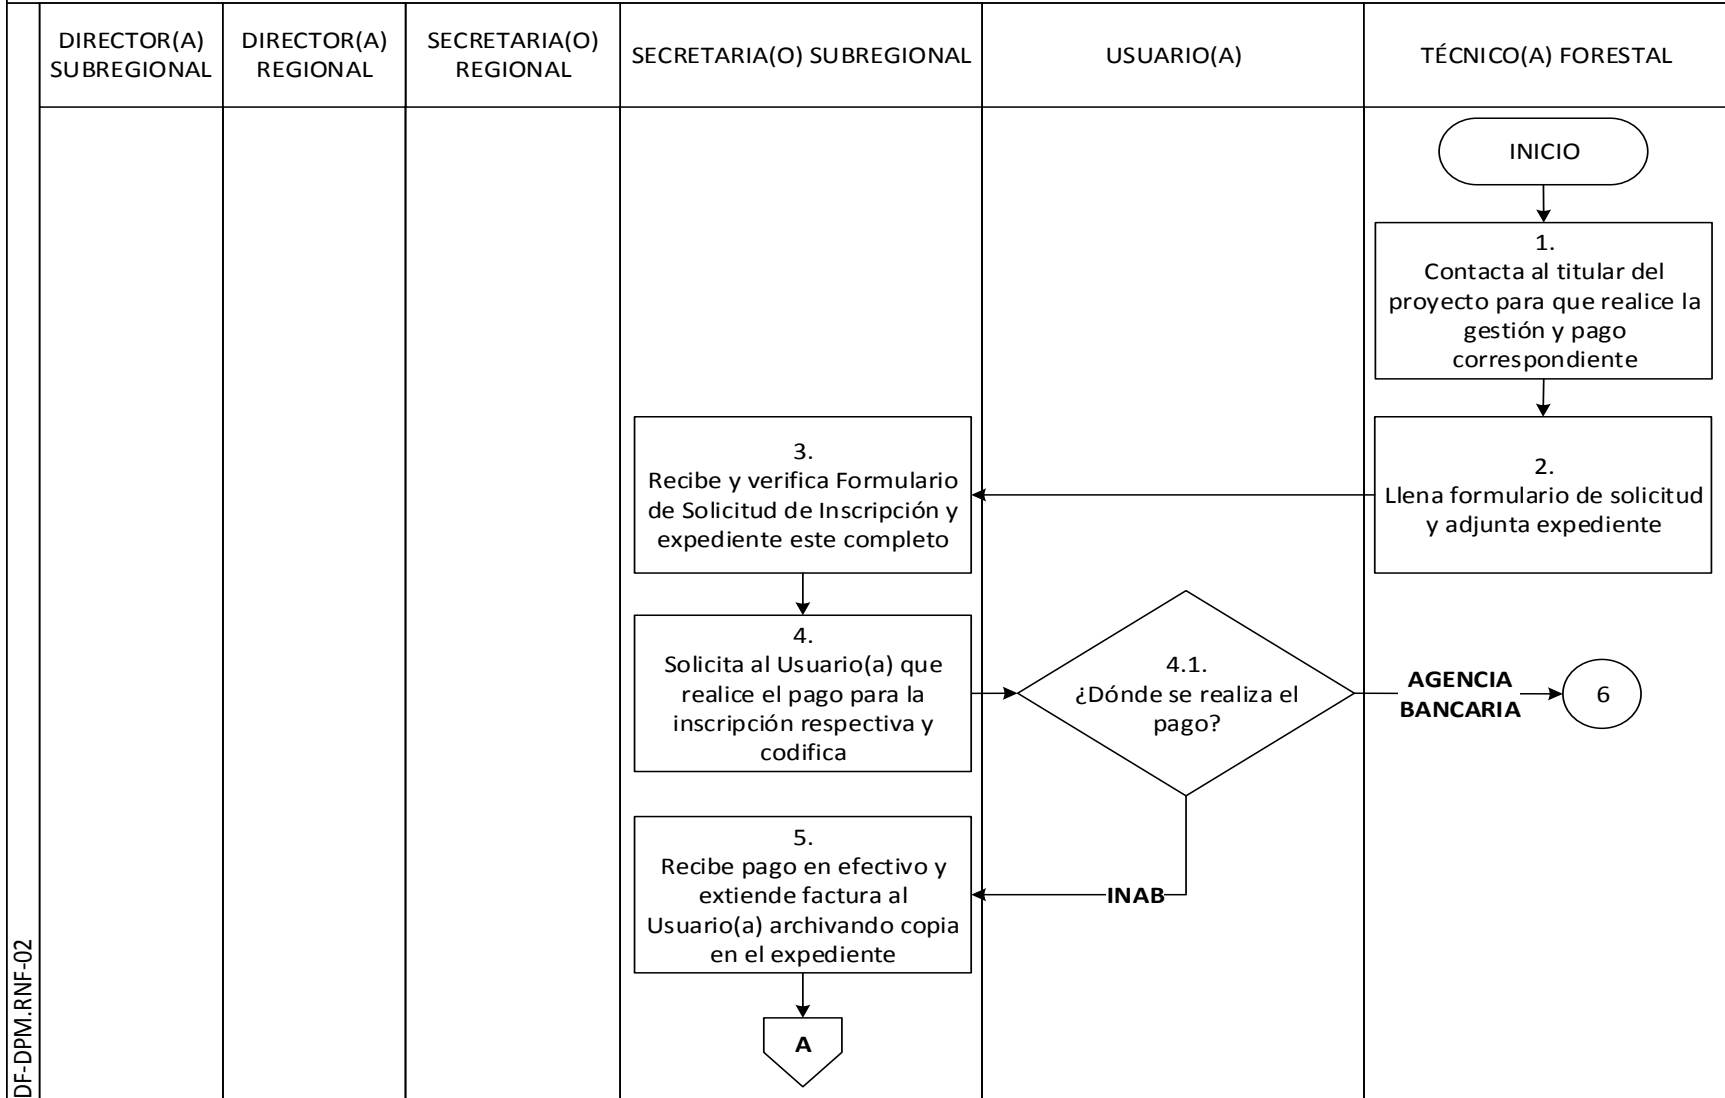 DIRECTOR(A)
SUBREGIONAL
DIRECTOR(A)
REGIONAL
SECRETARIA(O)
REGIONAL
SECRETARIA(O) SUBREGIONAL
USUARIO(A)
TÉCNICO(A) FORESTAL
INICIO
1.
Contacta al titular del
proyecto para que realice la
gestión y pago
correspondiente
2.
Llena formulario de solicitud
y adjunta expediente
3.
Recibe y verifica Formulario
de Solicitud de Inscripción y
expediente este completo
4.
Solicita al Usuario(a) que
realice el pago para la
inscripción respectiva y
codifica
4.1.
¿Dónde se realiza el
pago?
AGENCIA
BANCARIA
6
INAB
5.
Recibe pago en efectivo y
extiende factura al
Usuario(a) archivando copia
en el expediente
A
DF-DPM.RNF-02